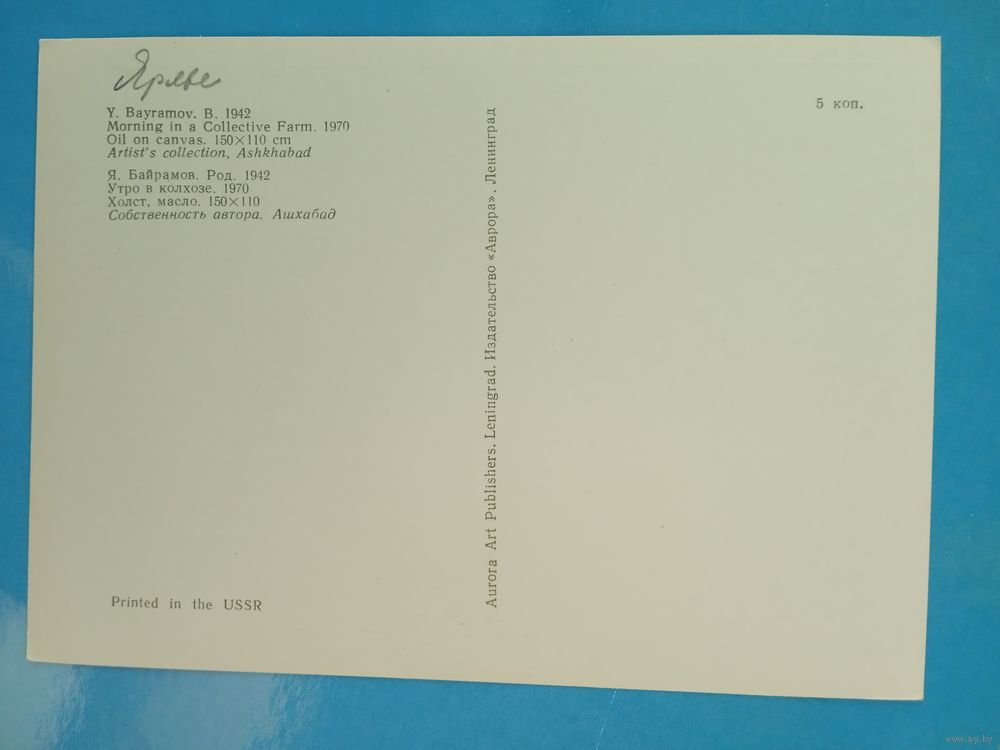 Y. Bayramov. B. 1942
Morning in a Collective Farm. 1970
Oil on canvas. 150×110 cm
Artist's collection, Ashkhabad
Я. Байрамов. Род. 1942
Утро в колхозе. 1970
Холст, масло. 150×110
Собственность автора. Ашхабад
Printed in the USSR
Aurora Art Publishers. Leningrad. Издательство «Аврора». Ленинград
5 коп.
www.ay.by